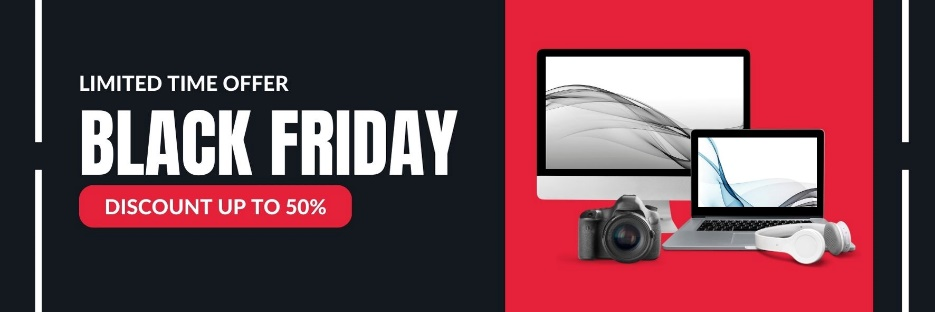 LIMITED TIME OFFER
BLACK FRIDAY
DISCOUNT UP TO 50%